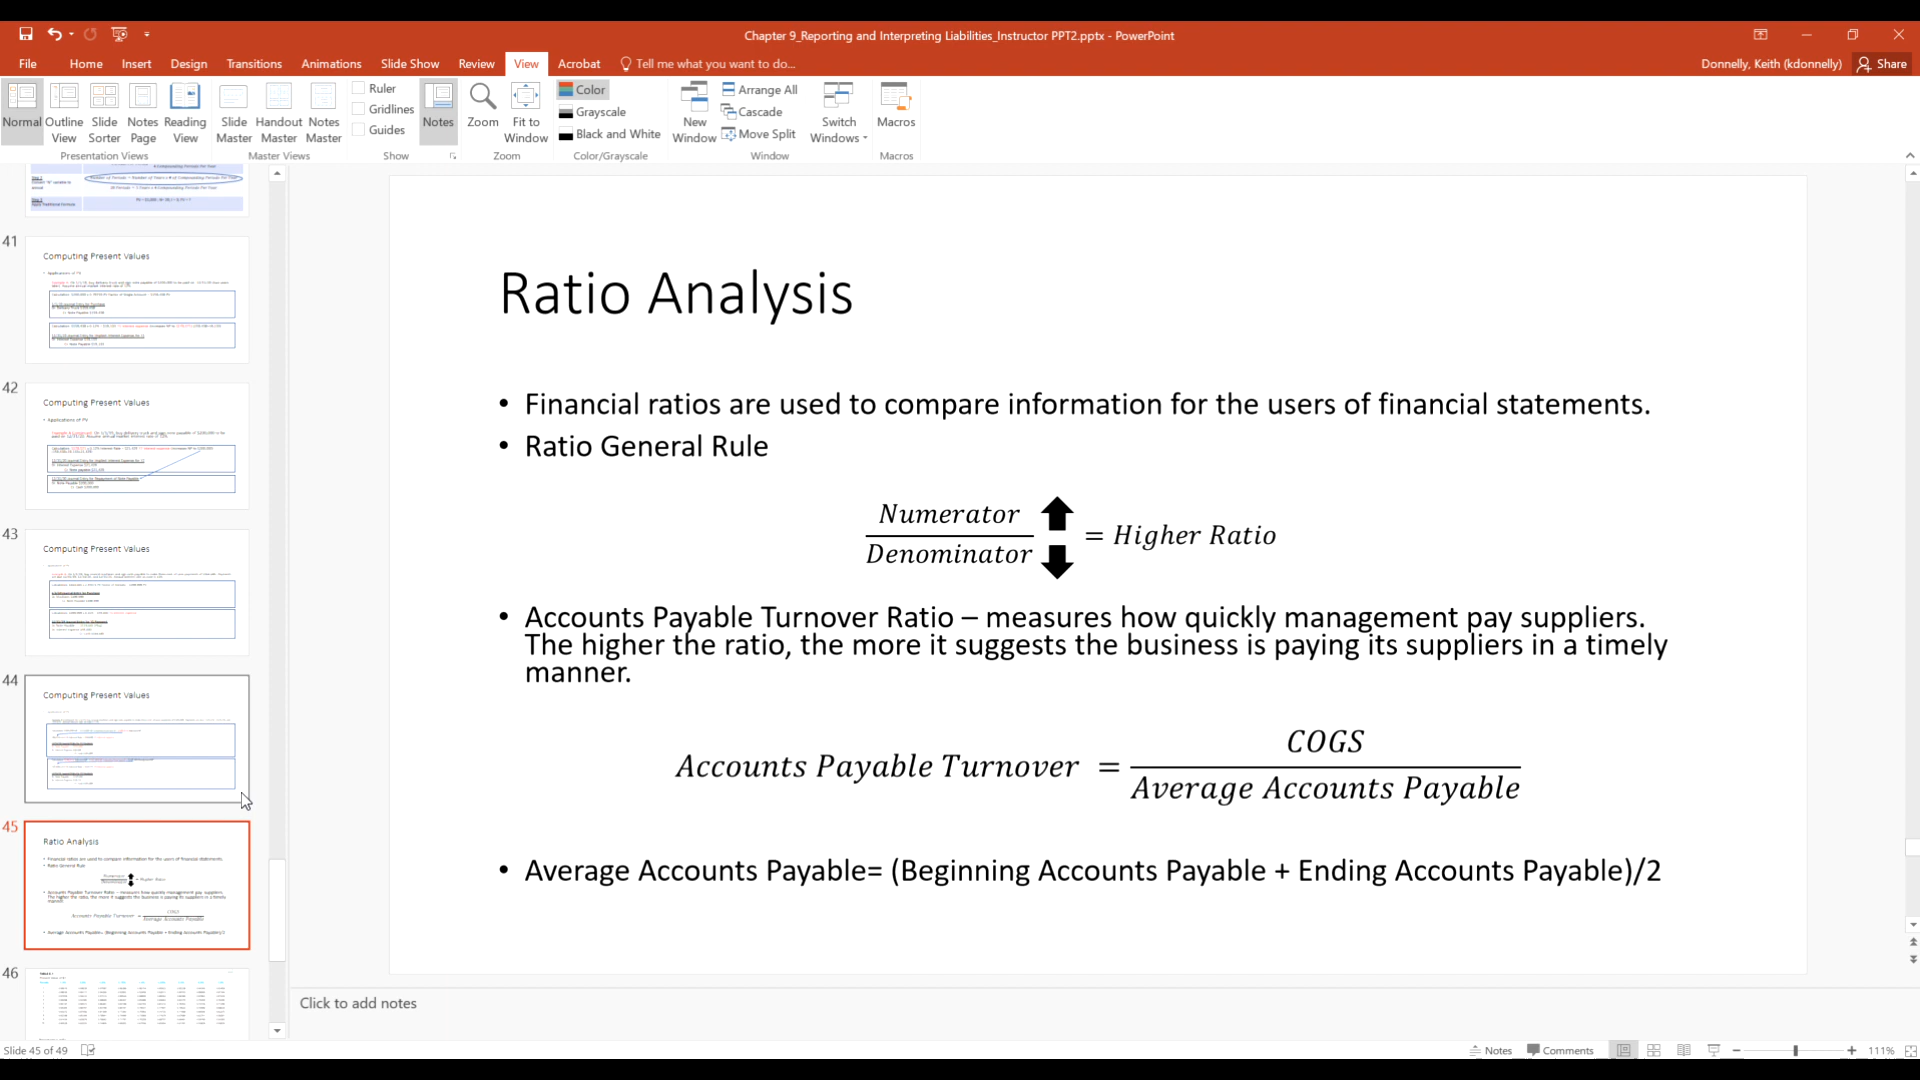 Chapter 9_Reporting and Interpreting Liabilities_Instructor PPT2.pptx - PowerPoint
File Home Insert Design Transitions Animations Slide Show Review View Acrobat Tell me what you want to do... Donnelly, Keith (kdonnelly) Share
Normal Outline View Slide Sorter Notes Page Reading View Slide Master Handout Master Notes Master
Ruler
Gridlines
Guides
Notes Zoom Fit to Window
Color
Grayscale
Black and White
New Window
Arrange All
Cascade
Move Split
Switch Windows Macros
Presentation Views Master Views Show Zoom Color/Grayscale Window Macros
41
Computing Present Values
42
Computing Present Values
43
Computing Present Values
44
Computing Present Values
45
Ratio Analysis
46
Ratio Analysis
• Financial ratios are used to compare information for the users of financial statements.
• Ratio General Rule
Numerator
Denominator
= Higher Ratio
• Accounts Payable Turnover Ratio – measures how quickly management pay suppliers.
The higher the ratio, the more it suggests the business is paying its suppliers in a timely
manner.
Accounts Payable Turnover =
COGS
Average Accounts Payable
• Average Accounts Payable= (Beginning Accounts Payable + Ending Accounts Payable)/2
Click to add notes
Slide 45 of 49 Notes Comments 111%